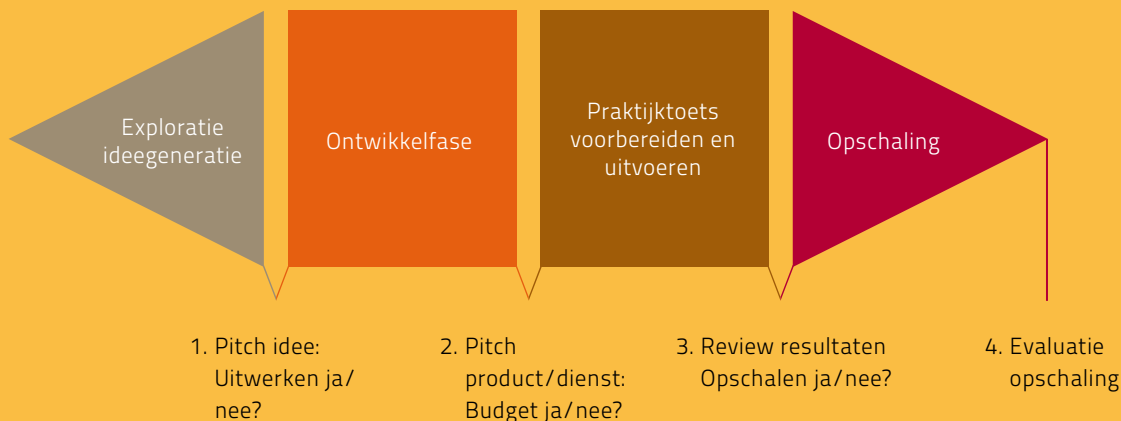 Exploratie
ideegeneratie
Ontwikkelfase
Praktijktoets
voorbereiden en
uitvoeren
Opschaling
1. Pitch idee:
Uitwerken ja/
nee?
2. Pitch
product/dienst:
Budget ja/nee?
3. Review resultaten
Opschalen ja/nee?
4. Evaluatie
opschaling